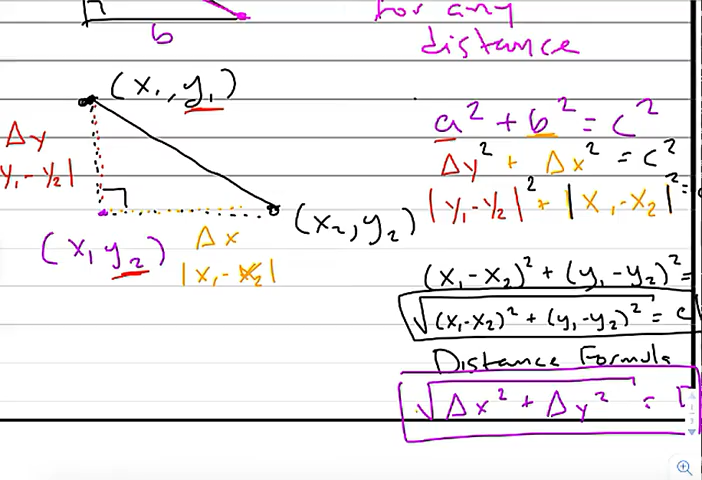 for any
b
distance
(x₁, y₁)
a² + b² = c²
Δy
Δy² + Δx² = c²
y₁ - y₂|
|y₁ - y₂|² + |x₁ - x₂|² =
(x₂, y₂)
(x₁ y₂)
Δx
|x₁ - x₂|
(x₁ - x₂)² + (y₁ - y₂)² =
√(x₁-x₂)² + (y₁-y₂)² = c
Distance Formula
√Δx² + Δy² =